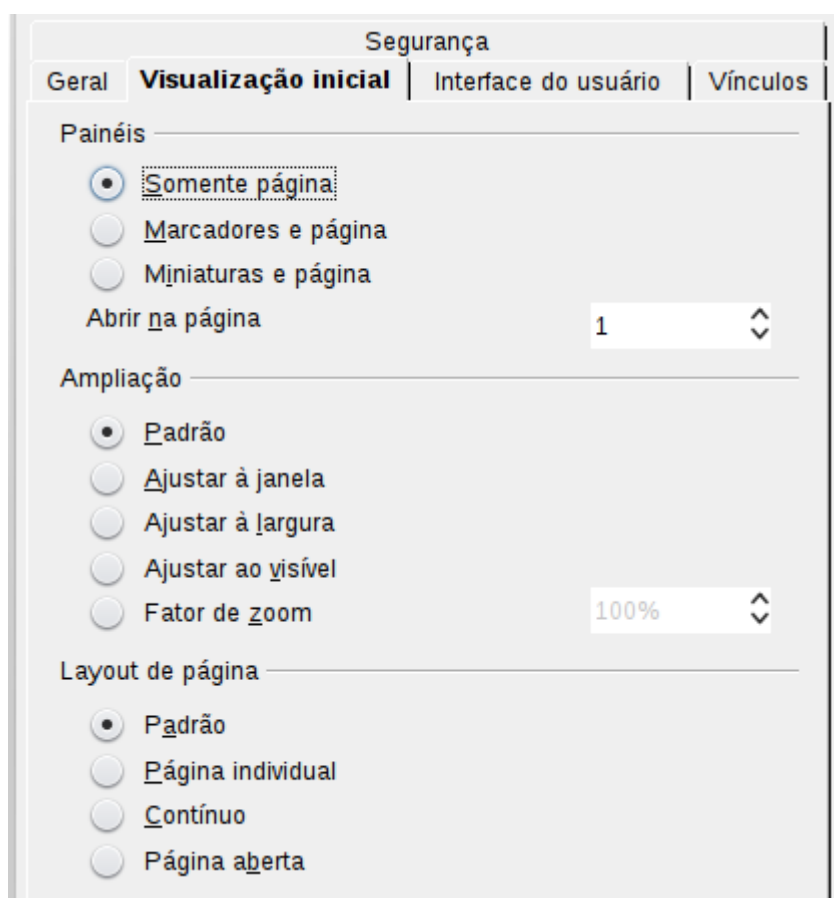 Segurança
Geral Visualização inicial Interface do usuário Vínculos
Painéis
Somente página
Marcadores e página
Miniaturas e página
Abrir na página 1
Ampliação
Padrão
Ajustar à janela
Ajustar à largura
Ajustar ao visível
Fator de zoom 100%
Layout de página
Padrão
Página individual
Contínuo
Página aberta